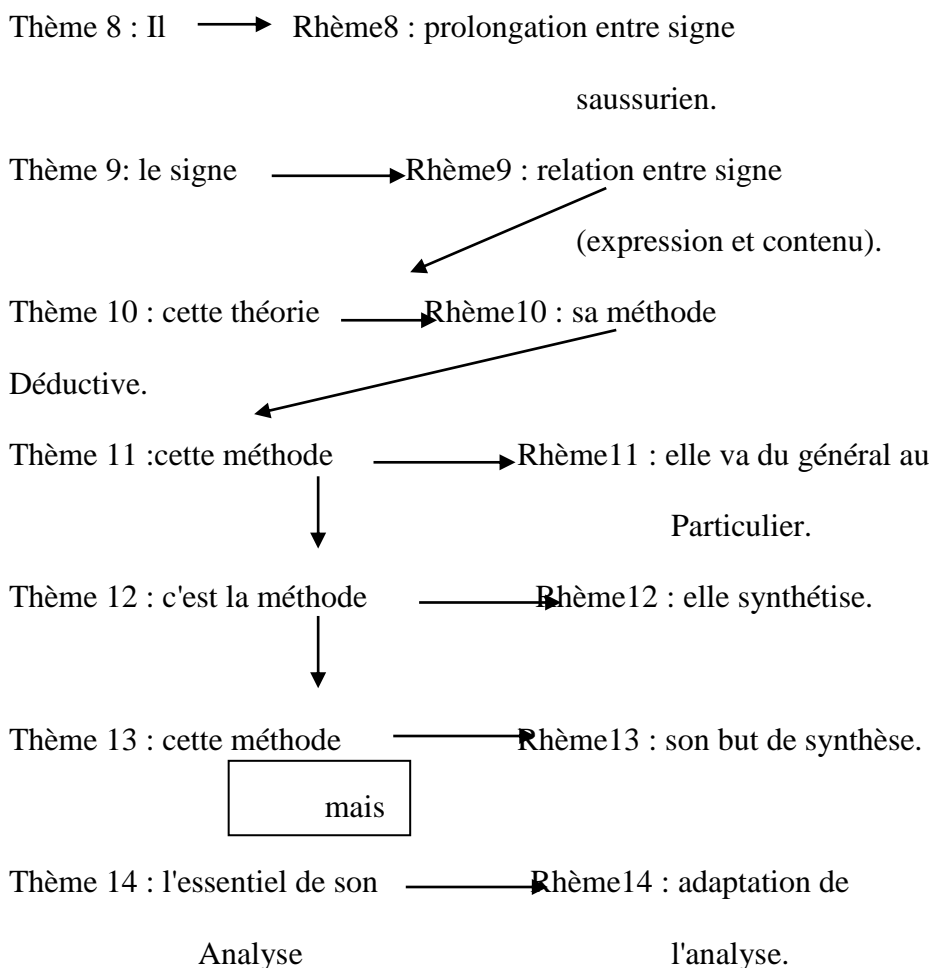 Thème 8 : Il Rhème8 : prolongation entre signe
saussurien.
Thème 9: le signe Rhème9 : relation entre signe
(expression et contenu).
Thème 10 : cette théorie Rhème10 : sa méthode
Déductive.
Thème 11 :cette méthode Rhème11 : elle va du général au
Particulier.
Thème 12 : c'est la méthode Rhème12 : elle synthétise.
Thème 13 : cette méthode Rhème13 : son but de synthèse.
mais
Thème 14 : l'essentiel de son Rhème14 : adaptation de
Analyse l'analyse.